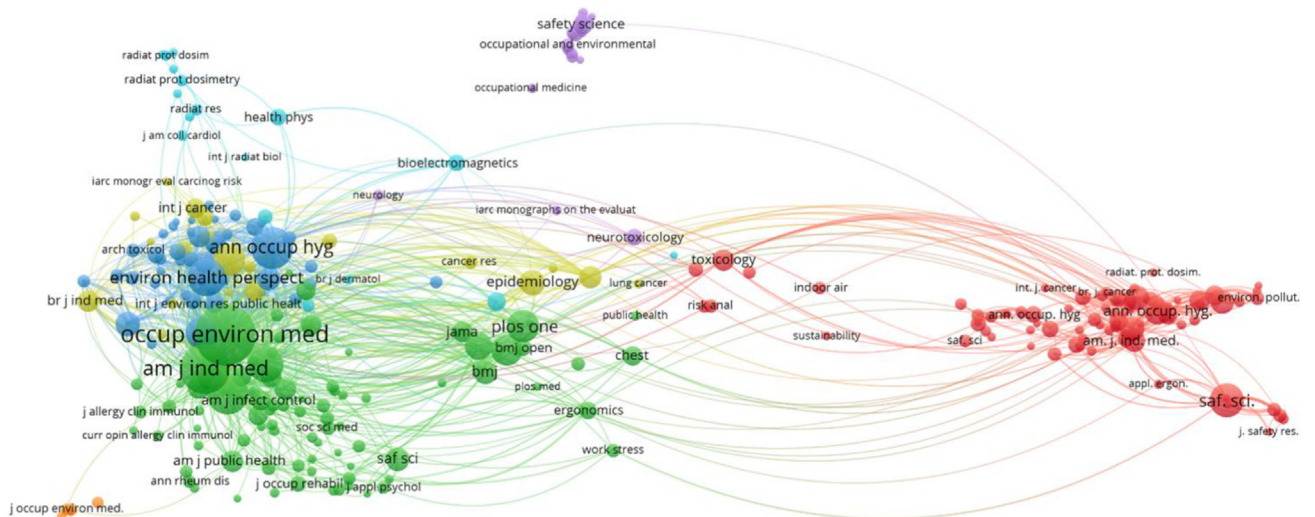 safety science
occupational and environmental
radiat prot dosim
radiat prot dosimetry
occupational medicine
radiat res
health phys
j am coll cardiol
int j radiat biol
bioelectromagnetics
iarc monogr eval carcinog risk
neurology
int j cancer
iarc monographs on the evaluat
neurotoxicology
ann occup hyg
arch toxicol
cancer res
toxicology
environ health perspect
br j dermatol
epidemiology
lung cancer
indoor air
radiat. prot. dosim.
int. j. cancer
br. j. cancer
environ. pollut.
br j ind med
int j environ res public healt
risk anal
public health
ann. occup. hyg
ann. occup. hyg.
occup environ med
jama
plos one
sustainability
saf. sci
am. j. ind. med.
bmj open
chest
am j ind med
bmj
plos med
appl. ergon.
am j infect control
saf. sci.
j allergy clin immunol
soc sci med
ergonomics
curr opin allergy clin immunol
j. safety res.
work stress
am j public health
saf sci
ann rheum dis
j occup rehabil
j appl psychol
j occup environ med.